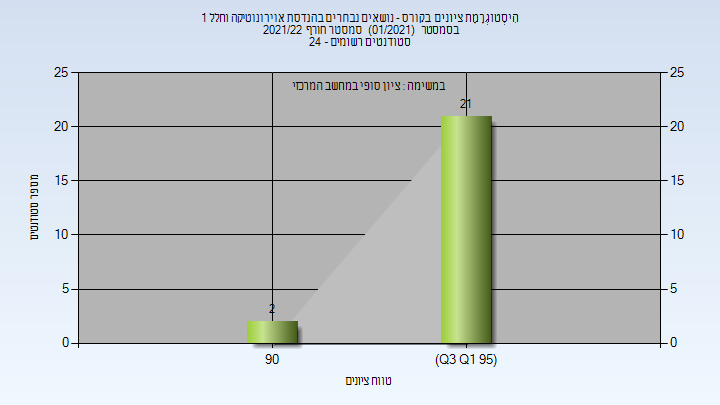 היסטוגרמת ציונים בקורס - נושאים נבחרים בהנדסת אוירונוטיקה וחלל 1
בסמסטר (01/2021) סמסטר חורף 2021/22
סטודנטים רשומים - 24
במשימה : ציון סופי במחשב המרכזי
מספר סטודנטים
25
20
15
10
5
0
25
20
15
10
5
0
2
21
90
(Q3 Q1 95)
טווח ציונים